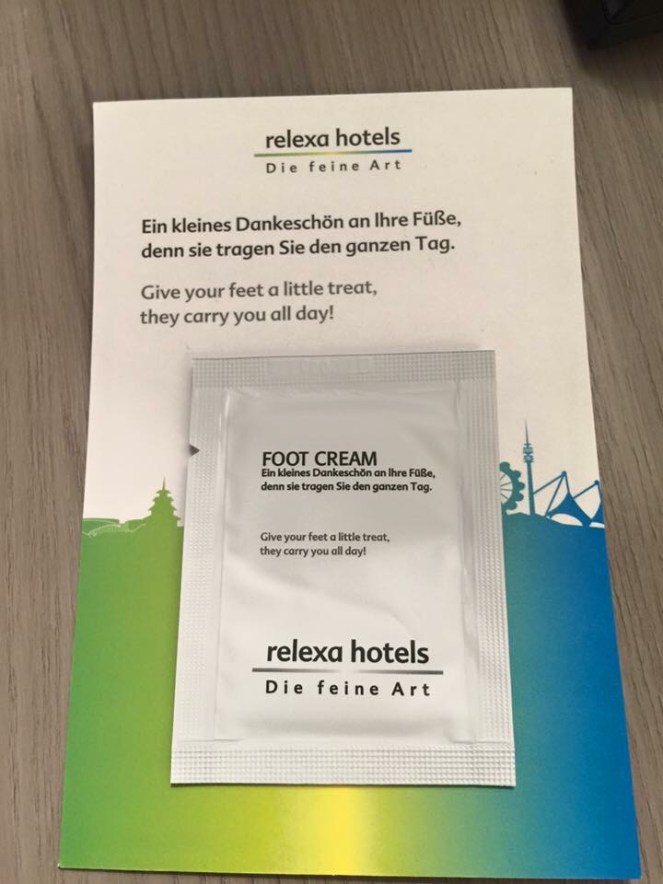 relexa hotels
Die feine Art
Ein kleines Dankeschön an Ihre Füße,
denn sie tragen Sie den ganzen Tag.
Give your feet a little treat,
they carry you all day!
FOOT CREAM
Ein kleines Dankeschön an Ihre Füße,
denn sie tragen Sie den ganzen Tag.
Give your feet a little treat,
they carry you all day!
relexa hotels
Die feine Art